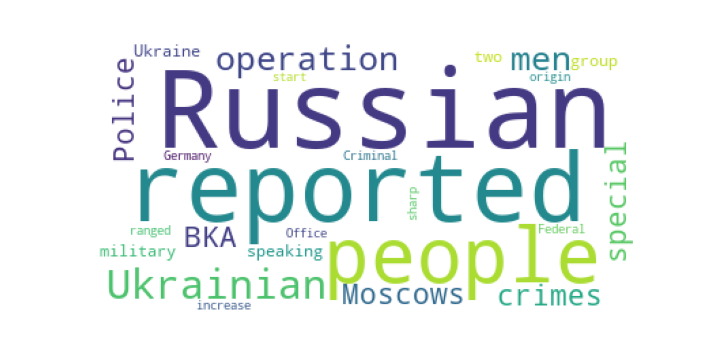 Ukraine
Police
operation
two
men
group
start
origin
Russian
Germany
Criminal
reported
sharp
special
ranged
BKA
Office
Federal
military
speaking
people
Ukrainian
Moscows
crimes
increase